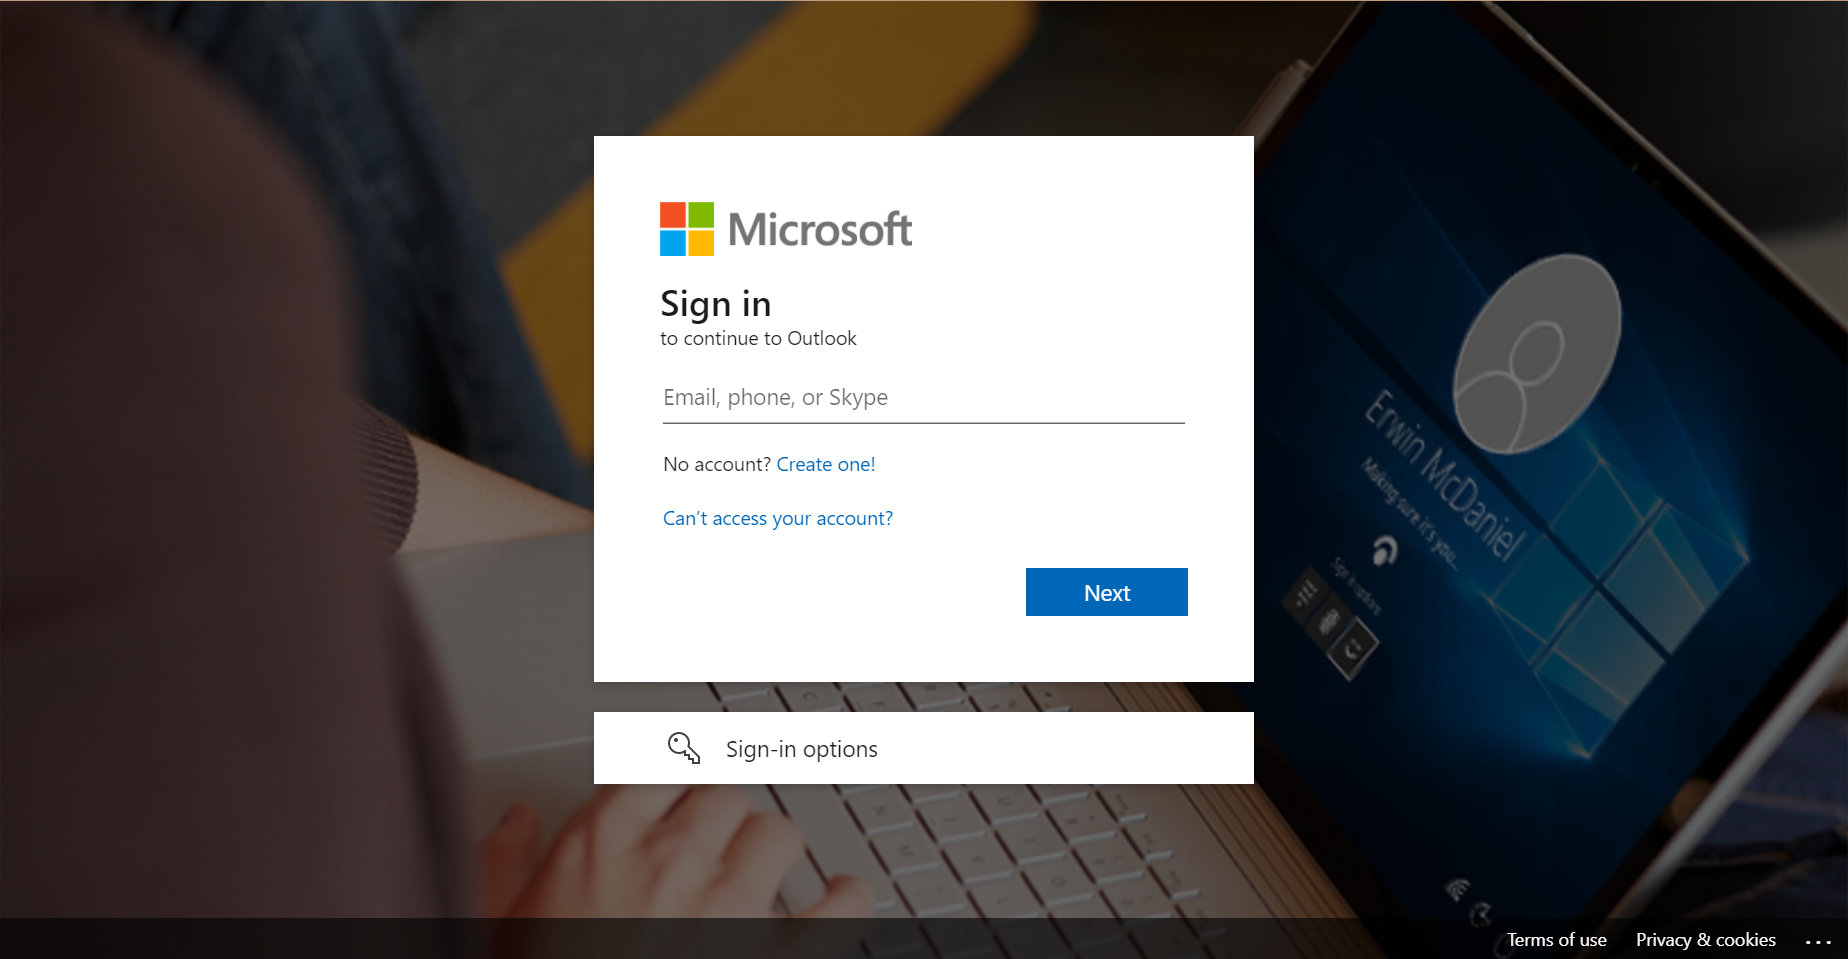 Microsoft
Sign in
to continue to Outlook
Email, phone, or Skype
No account? Create one!
Can't access your account?
Next
Sign-in options
Erwin McDaniel
Making sure it's you...
Sign in options
Terms of use Privacy & cookies ...